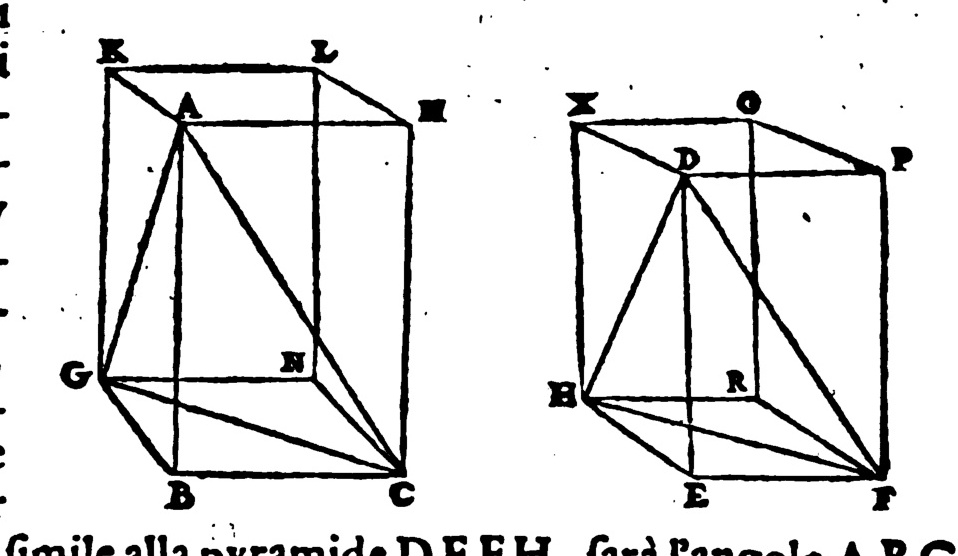 K L
A M
G N
B C
X O
D P
H R
E F
ſimile alla pyramide D E F H, ſarà l'angolo A B C